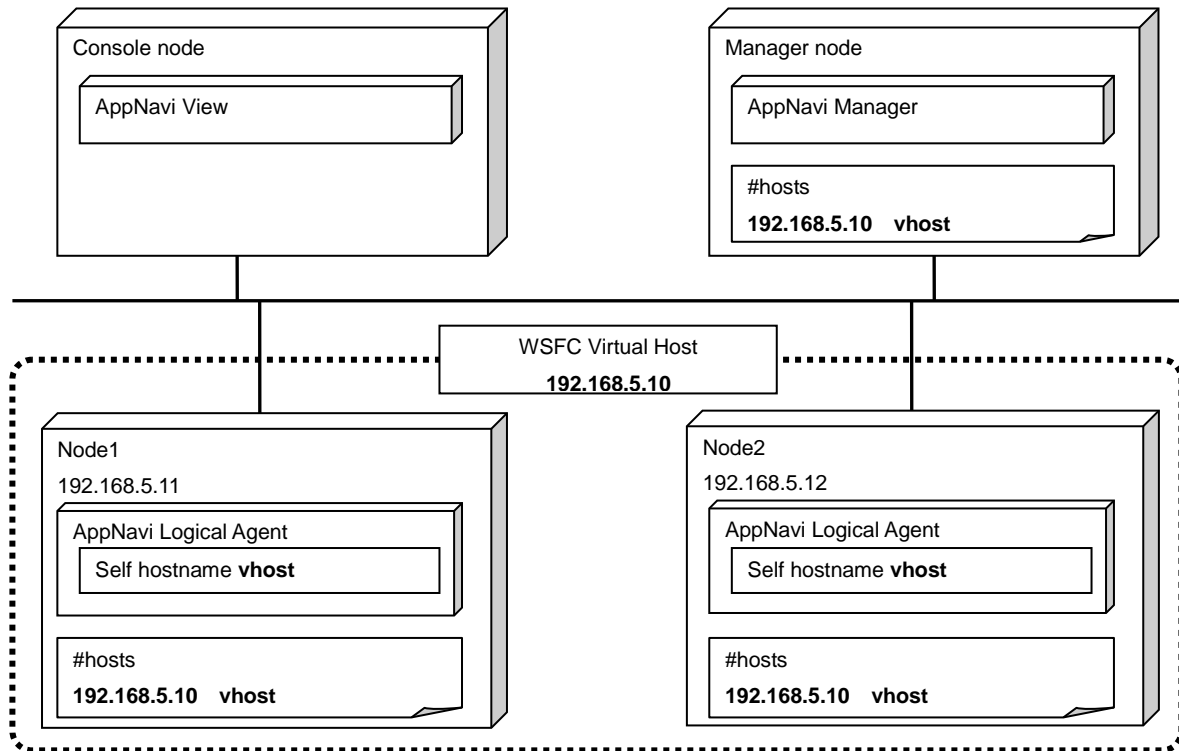 Console node
AppNavi View
Manager node
AppNavi Manager
#hosts
192.168.5.10 vhost
WSFC Virtual Host
192.168.5.10
Node1
192.168.5.11
AppNavi Logical Agent
Self hostname vhost
#hosts
192.168.5.10 vhost
Node2
192.168.5.12
AppNavi Logical Agent
Self hostname vhost
#hosts
192.168.5.10 vhost